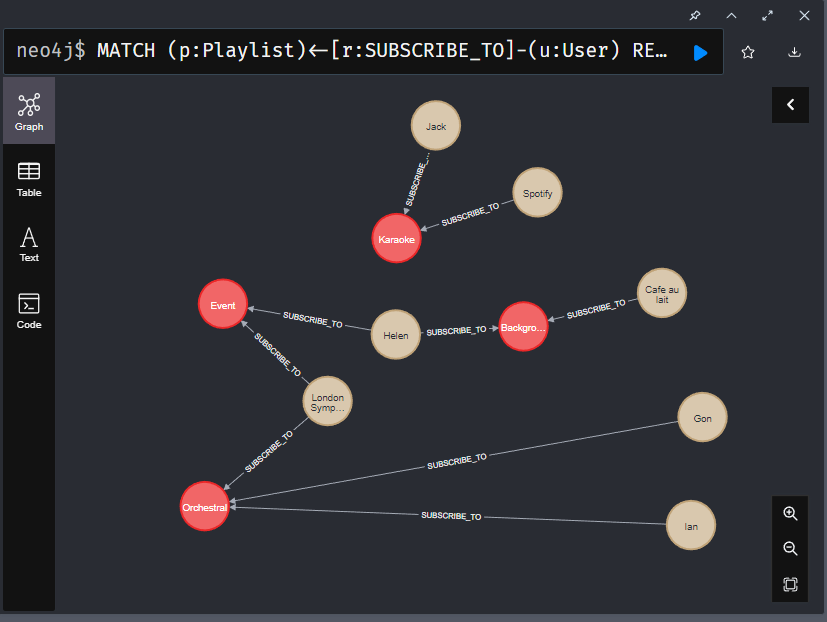 neo4j$ MATCH (p:Playlist)<-[r:SUBSCRIBE_TO]-(u:User) RE…
Graph
Table
Text
Code
Jack
SUBSCRIBE_…
Spotify
SUBSCRIBE_TO
Karaoke
Event
SUBSCRIBE_TO
Helen
SUBSCRIBE_TO
Backgro…
SUBSCRIBE_TO
Cafe au
lait
SUBSCRIBE_TO
London
Symp…
SUBSCRIBE_TO
Gon
SUBSCRIBE_TO
Orchestral
SUBSCRIBE_TO
Ian